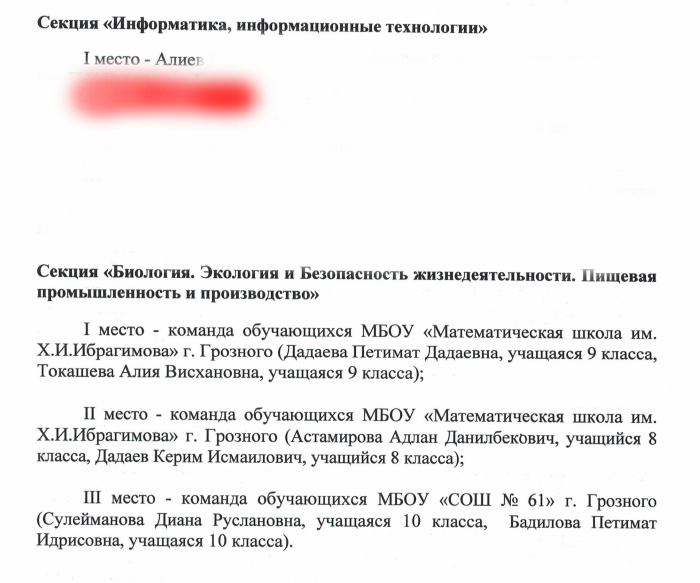 Секция «Информатика, информационные технологии»
I место - Алиев
Секция «Биология. Экология и Безопасность жизнедеятельности. Пищевая
промышленность и производство»
I место - команда обучающихся МБОУ «Математическая школа им.
Х.И.Ибрагимова» г. Грозного (Дадаева Петимат Дадаевна, учащаяся 9 класса,
Токашева Алия Висхановна, учащаяся 9 класса);
II место - команда обучающихся МБОУ «Математическая школа им.
Х.И.Ибрагимова» г. Грозного (Астамирова Адлан Данилбекович, учащийся 8
класса, Дадаев Керим Исмаилович, учащийся 8 класса);
III место - команда обучающихся МБОУ «СОШ № 61» г. Грозного
(Сулейманова Диана Руслановна, учащаяся 10 класса, Бадилова Петимат
Идрисовна, учащаяся 10 класса).